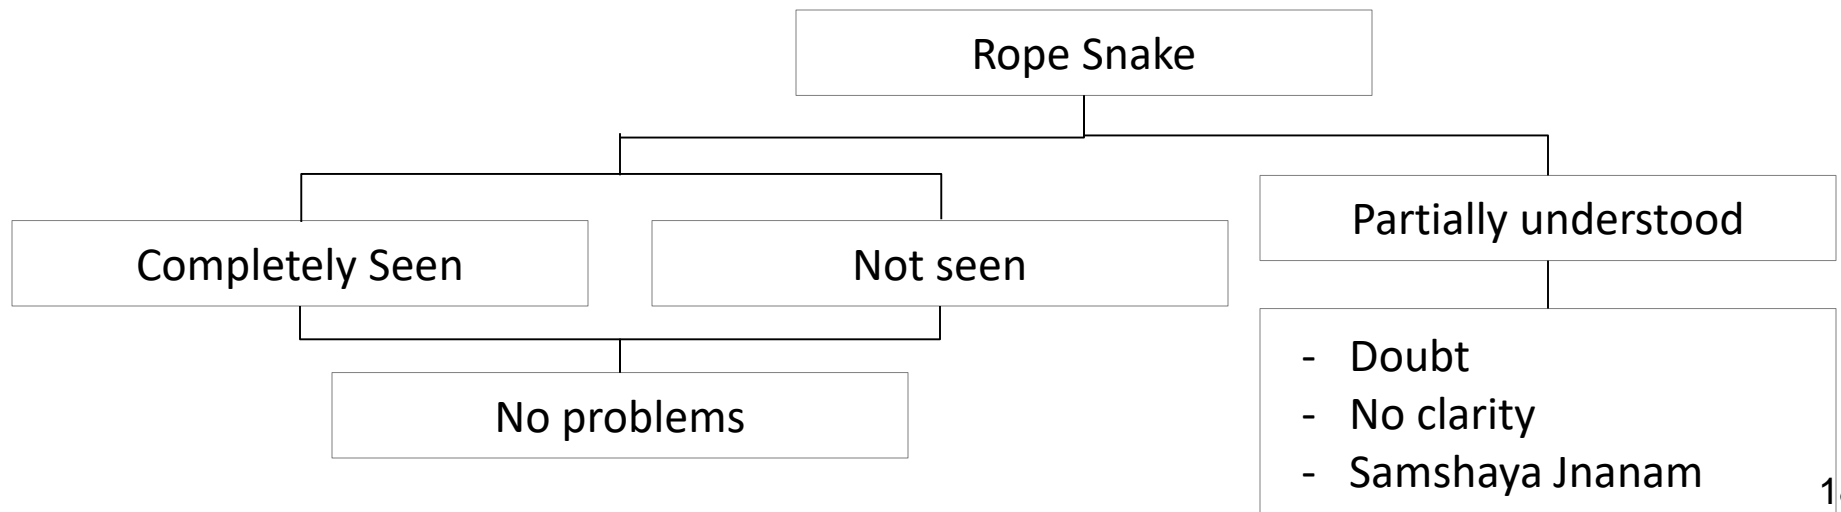 Rope Snake
Completely Seen
Not seen
Partially understood
No problems
- Doubt
- No clarity
- Samshaya Jnanam